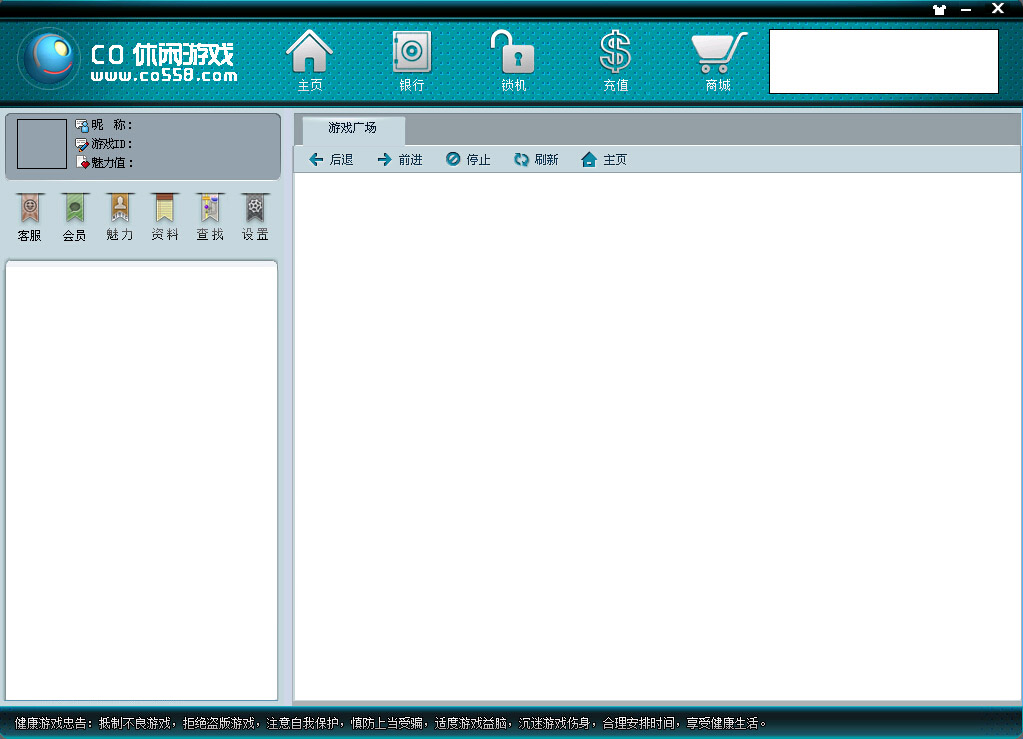 CO 休闲游戏
www.co558.com
主页 银行 锁机 充值 商城
昵 称:
游戏ID:
魅力值:
客服 会员 魅力 资料 查找 设置
游戏广场
后退 前进 停止 刷新 主页
健康游戏忠告：抵制不良游戏，拒绝盗版游戏，注意自我保护，慎防上当受骗，适度游戏益脑，沉迷游戏伤身，合理安排时间，享受健康生活。